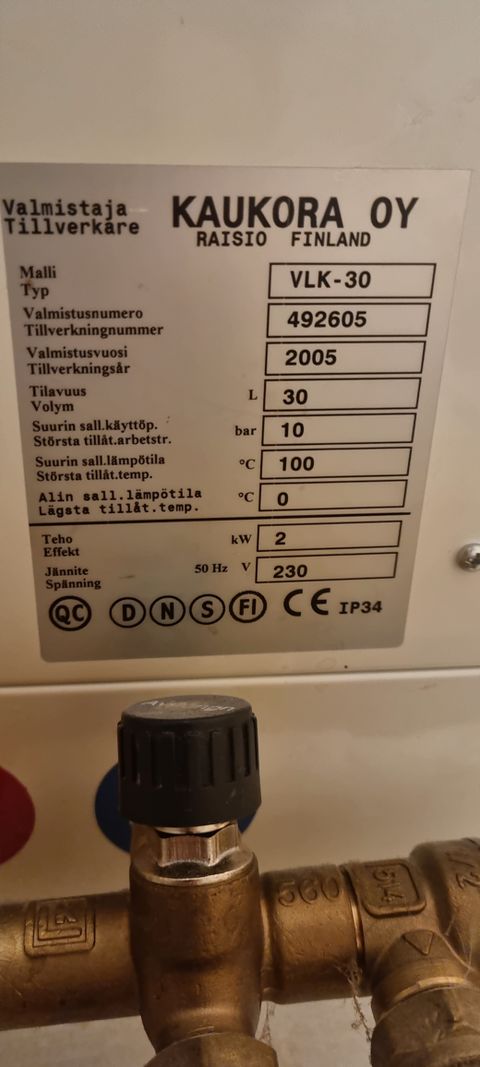 Valmistaja
Tillverkare
KAUKORA OY
RAISIO FINLAND
Malli
Typ
VLK-30
Valmistusnumero
Tillverkningnummer
492605
Valmistusvuosi
Tillverkningsår
2005
Tilavuus
Volym
L 30
Suurin sall.käyttöp.
Största tillåt.arbetstr.
bar 10
Suurin sall.lämpötila
Största tillåt.temp.
°C 100
Alin sall.lämpötila
Lägsta tillåt.temp.
°C 0
Teho
Effekt
kW 2
Jännite
Spänning
50 Hz V 230
QC D N S FI CE IP34
560
514